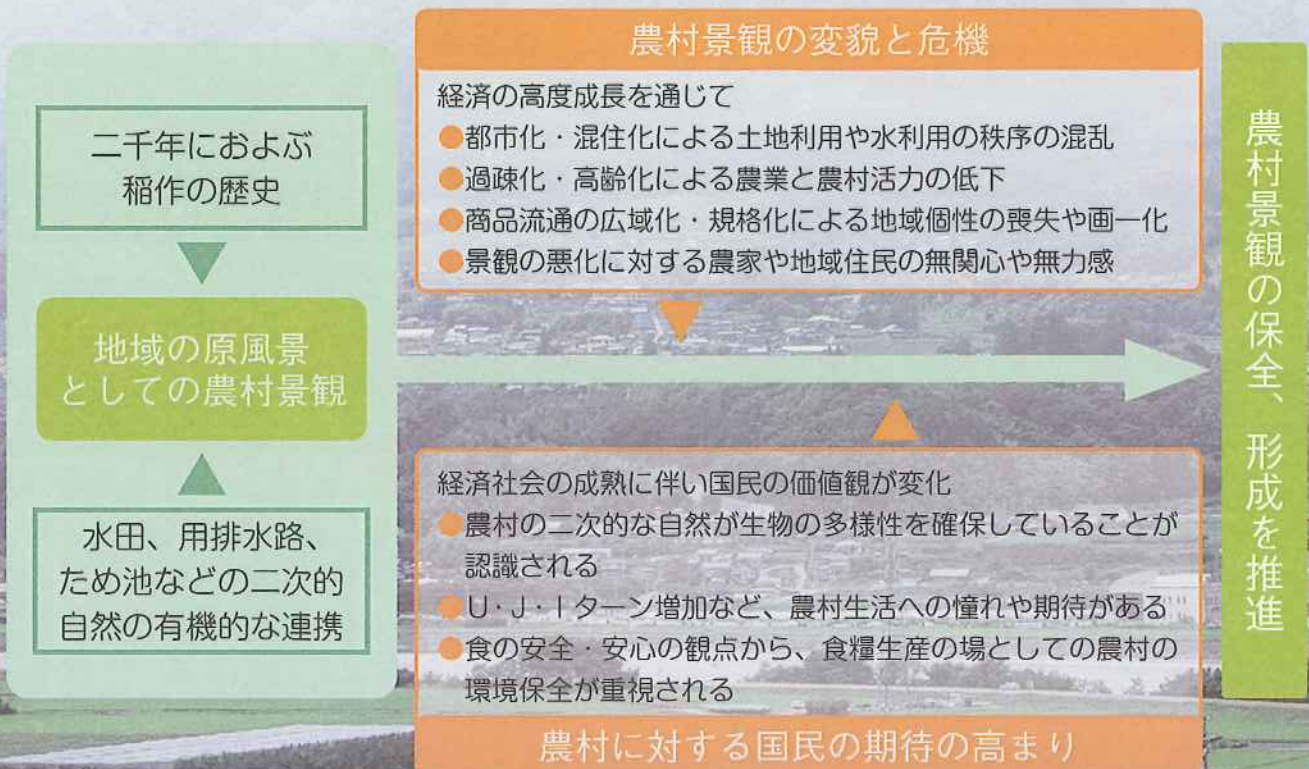 二千年におよぶ
稲作の歴史
地域の原風景
としての農村景観
水田、用排水路、
ため池などの二次的
自然の有機的な連携
農村景観の変貌と危機
経済の高度成長を通じて
●都市化・混住化による土地利用や水利用の秩序の混乱
●過疎化・高齢化による農業と農村活力の低下
●商品流通の広域化・規格化による地域個性の喪失や画一化
●景観の悪化に対する農家や地域住民の無関心や無力感
経済社会の成熟に伴い国民の価値観が変化
●農村の二次的な自然が生物の多様性を確保していることが
認識される
●U・J・Iターン増加など、農村生活への憧れや期待がある
●食の安全・安心の観点から、食糧生産の場としての農村の
環境保全が重視される
農村に対する国民の期待の高まり
農村景観の保全、形成を推進